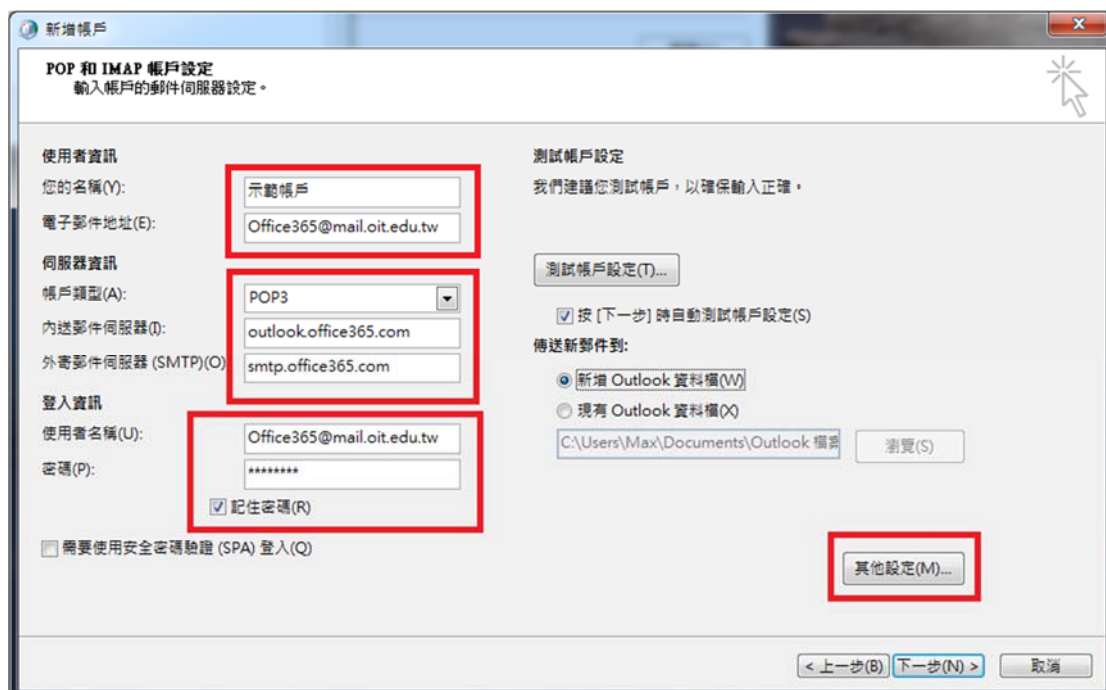 新增帳戶
POP 和 IMAP 帳戶設定
輸入帳戶的郵件伺服器設定。
使用者資訊
您的名稱(Y):
示範帳戶
電子郵件地址(E):
Office365@mail.oit.edu.tw
伺服器資訊
帳戶類型(A):
POP3
內送郵件伺服器(I):
outlook.office365.com
外寄郵件伺服器 (SMTP)(O)
smtp.office365.com
登入資訊
使用者名稱(U):
Office365@mail.oit.edu.tw
密碼(P):
********
記住密碼(R)
需要使用安全密碼驗證 (SPA) 登入(Q)
測試帳戶設定
我們建議您測試帳戶，以確保輸入正確。
測試帳戶設定(T)...
按 [下一步] 時自動測試帳戶設定(S)
傳送新郵件到:
新增 Outlook 資料檔(W)
現有 Outlook 資料檔(X)
C:\Users\Max\Documents\Outlook 檔案
瀏覽(S)
其他設定(M)...
< 上一步(B)
下一步(N) >
取消